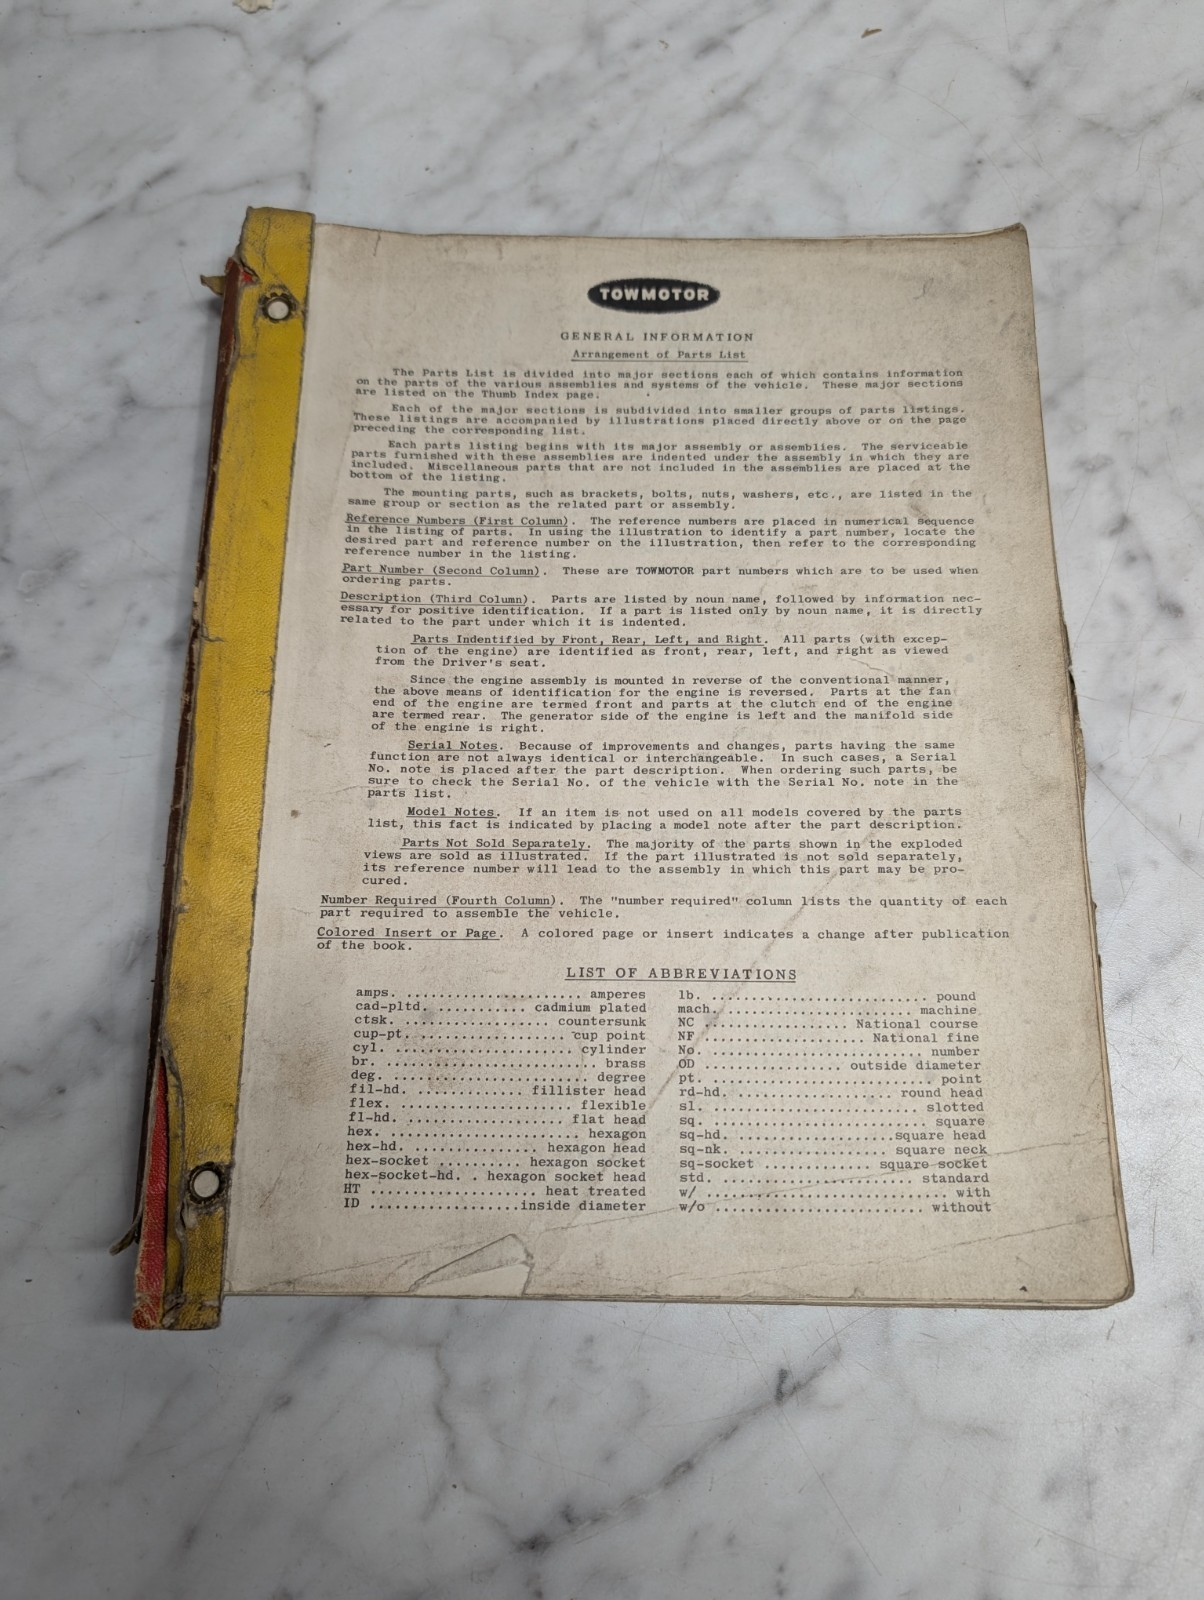 TOWMOTOR
GENERAL INFORMATION
Arrangement of Parts List
The Parts List is divided into major sections each of which contains information
on the parts of the various assemblies and systems of the vehicle. These major sections
are listed on the Thumb Index page.
Each of the major sections is subdivided into smaller groups of parts listings.
These listings are accompanied by illustrations placed directly above or on the page
preceding the corresponding list.
Each parts listing begins with its major assembly or assemblies. The serviceable
parts furnished with these assemblies are indented under the assembly in which they are
included. Miscellaneous parts that are not included in the assemblies are placed at the
bottom of the listing.
The mounting parts, such as brackets, bolts, nuts, washers, etc., are listed in the
same group or section as the related part or assembly.
Reference Numbers (First Column). The reference numbers are placed in numerical sequence
in the listing of parts. In using the illustration to identify a part number, locate the
desired part and reference number on the illustration, then refer to the corresponding
reference number in the listing.
Part Number (Second Column). These are TOWMOTOR part numbers which are to be used when
ordering parts.
Description (Third Column). Parts are listed by noun name, followed by information nec-
essary for positive identification. If a part is listed only by noun name, it is directly
related to the part under which it is indented.
Parts Indentified by Front, Rear, Left, and Right. All parts (with excep-
tion of the engine) are identified as front, rear, left, and right as viewed
from the Driver's seat.
Since the engine assembly is mounted in reverse of the conventional manner,
the above means of identification for the engine is reversed. Parts at the fan
end of the engine are termed front and parts at the clutch end of the engine
are termed rear. The generator side of the engine is left and the manifold side
of the engine is right.
Serial Notes. Because of improvements and changes, parts having the same
function are not always identical or interchangeable. In such cases, a Serial
No. note is placed after the part description. When ordering such parts, be
sure to check the Serial No. of the vehicle with the Serial No. note in the
parts list.
Model Notes. If an item is not used on all models covered by the parts
list, this fact is indicated by placing a model note after the part description.
Parts Not Sold Separately. The majority of the parts shown in the exploded
views are sold as illustrated. If the part illustrated is not sold separately,
its reference number will lead to the assembly in which this part may be pro-
cured.
Number Required (Fourth Column). The "number required" column lists the quantity of each
part required to assemble the vehicle.
Colored Insert or Page. A colored page or insert indicates a change after publication
of the book.
LIST OF ABBREVIATIONS
amps. ....................... amperes
cad-pltd. ........... cadmium plated
ctsk. ................... countersunk
cup-pt. ................... cup point
cyl. ....................... cylinder
br. ............................ brass
deg. ......................... degree
fil-hd. .............. fillister head
flex. ...................... flexible
fl-hd. ................... flat head
hex. ........................ hexagon
hex-hd. ................ hexagon head
hex-socket .......... hexagon socket
hex-socket-hd. . hexagon socket head
HT ...................... heat treated
ID ...................inside diameter
lb. ............................ pound
mach. ......................... machine
NC ................... National course
NF ..................... National fine
No. ........................... number
OD .................. outside diameter
pt. ............................ point
rd-hd. .................... round head
sl. .......................... slotted
sq. ........................... square
sq-hd. ......................square head
sq-nk. ..................... square neck
sq-socket .............. square socket
std. ........................ standard
w/ ............................... with
w/o ........................... without